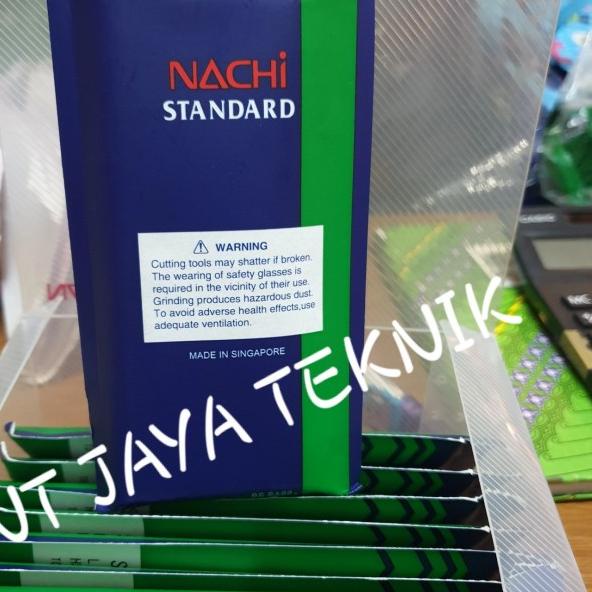 NACHi
STANDARD
⚠ WARNING
Cutting tools may shatter if broken.
The wearing of safety glasses is
required in the vicinity of their use.
Grinding produces hazardous dust.
To avoid adverse health effects,use
adequate ventilation.
MADE IN SINGAPORE
JAYA TEKNIK
CASIO